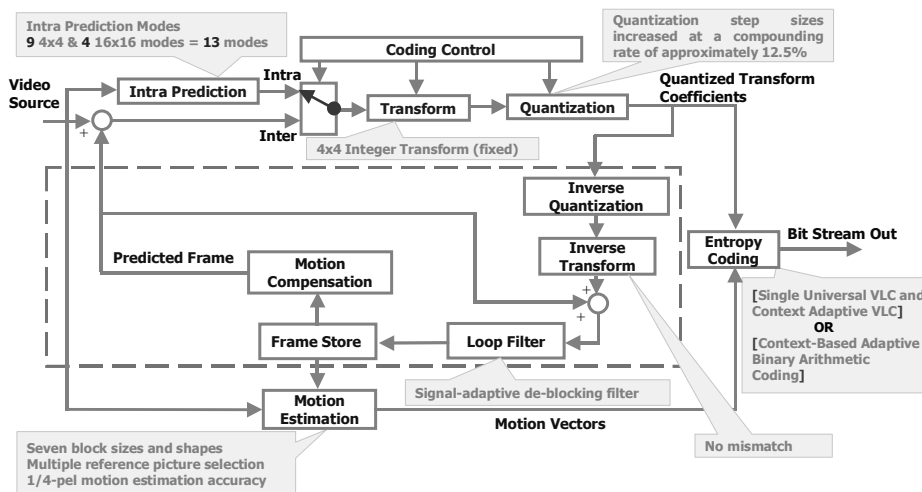 Intra Prediction Modes
9 4x4 & 4 16x16 modes = 13 modes
Quantization step sizes
increased at a compounding
rate of approximately 12.5%
Coding Control
Video
Source
Intra Prediction
Intra
Transform
Quantization
Quantized Transform
Coefficients
+
Inter
4x4 Integer Transform (fixed)
Inverse
Quantization
Predicted Frame
Motion
Compensation
Inverse
Transform
Entropy
Coding
Bit Stream Out
+
+
Frame Store
Loop Filter
[Single Universal VLC and
Context Adaptive VLC]
OR
[Context-Based Adaptive
Binary Arithmetic
Coding]
Signal-adaptive de-blocking filter
Motion
Estimation
Motion Vectors
No mismatch
Seven block sizes and shapes
Multiple reference picture selection
1/4-pel motion estimation accuracy